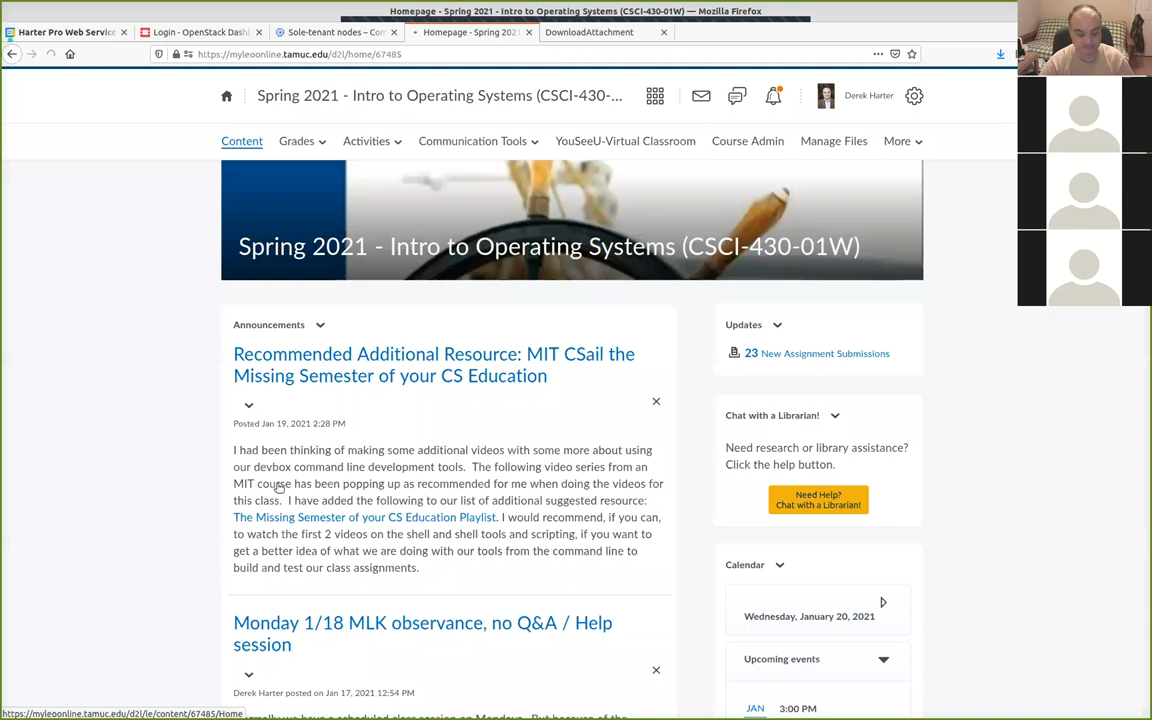 Homepage - Spring 2021 - Intro to Operating Systems (CSCI-430-01W) — Mozilla Firefox
Harter Pro Web Service
Login - OpenStack Dashl
Sole-tenant nodes – Com
Homepage - Spring 2021
DownloadAttachment
https://myleoonline.tamuc.edu/d2l/home/67485
Spring 2021 - Intro to Operating Systems (CSCI-430-...
Derek Harter
Content
Grades
Activities
Communication Tools
YouSeeU-Virtual Classroom
Course Admin
Manage Files
More
Spring 2021 - Intro to Operating Systems (CSCI-430-01W)
Announcements
Recommended Additional Resource: MIT CSail the
Missing Semester of your CS Education
Posted Jan 19, 2021 2:28 PM
I had been thinking of making some additional videos with some more about using
our devbox command line development tools. The following video series from an
MIT course has been popping up as recommended for me when doing the videos for
this class. I have added the following to our list of additional suggested resource:
The Missing Semester of your CS Education Playlist. I would recommend, if you can,
to watch the first 2 videos on the shell and shell tools and scripting, if you want to
get a better idea of what we are doing with our tools from the command line to
build and test our class assignments.
Monday 1/18 MLK observance, no Q&A / Help
session
Derek Harter posted on Jan 17, 2021 12:54 PM
Updates
23 New Assignment Submissions
Chat with a Librarian!
Need research or library assistance?
Click the help button.
Need Help?
Chat with a Librarian!
Calendar
Wednesday, January 20, 2021
Upcoming events
JAN
3:00 PM
https://myleoonline.tamuc.edu/d2l/le/content/67485/Home